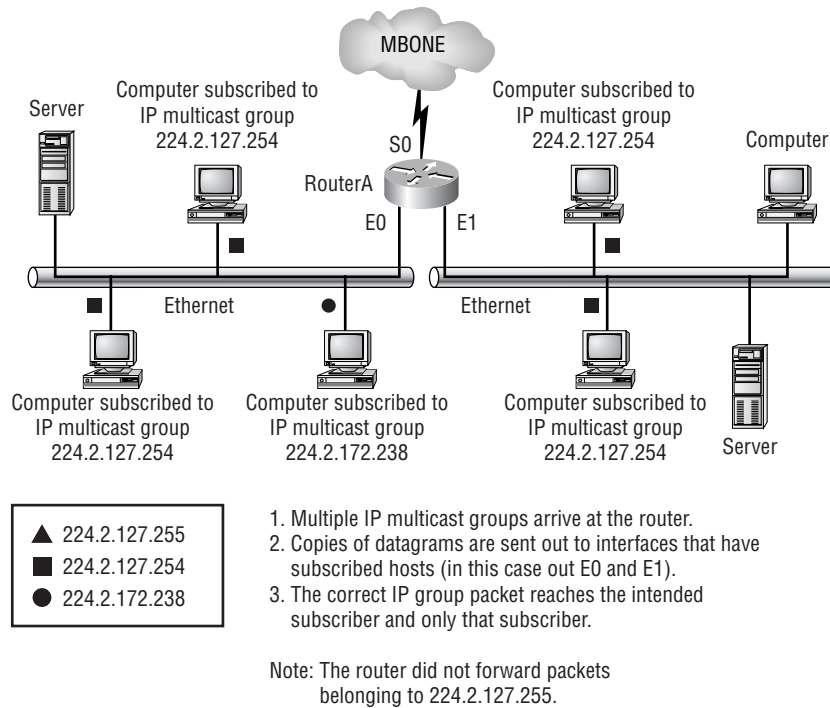 MBONE
Computer subscribed to
IP multicast group
224.2.127.254
Computer subscribed to
IP multicast group
224.2.127.254
Server
Computer
S0
RouterA
E0
E1
Ethernet
Ethernet
Computer subscribed to
IP multicast group
224.2.127.254
Computer subscribed to
IP multicast group
224.2.172.238
Computer subscribed to
IP multicast group
224.2.127.254
Server
224.2.127.255
224.2.127.254
224.2.172.238
1. Multiple IP multicast groups arrive at the router.
2. Copies of datagrams are sent out to interfaces that have
subscribed hosts (in this case out E0 and E1).
3. The correct IP group packet reaches the intended
subscriber and only that subscriber.
Note: The router did not forward packets
belonging to 224.2.127.255.